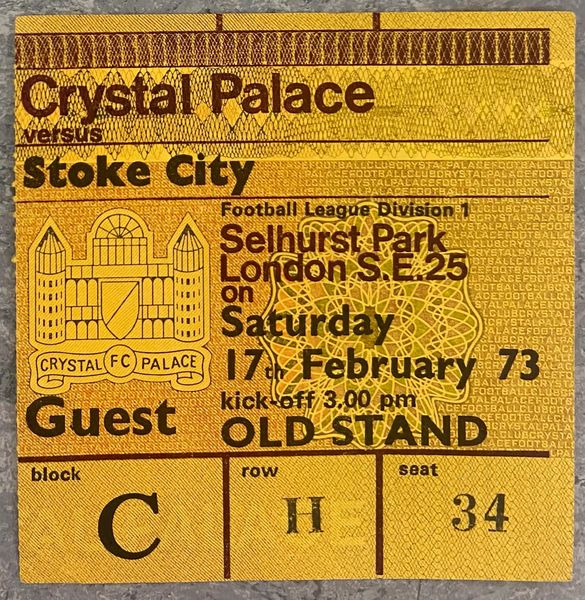 Crystal Palace
versus
Stoke City
Football League Division 1
Selhurst Park
London S.E.25
on
Saturday
17th February 73
kick-off 3.00 pm
OLD STAND
CRYSTAL FC PALACE
Guest
block
C
row
H
seat
34